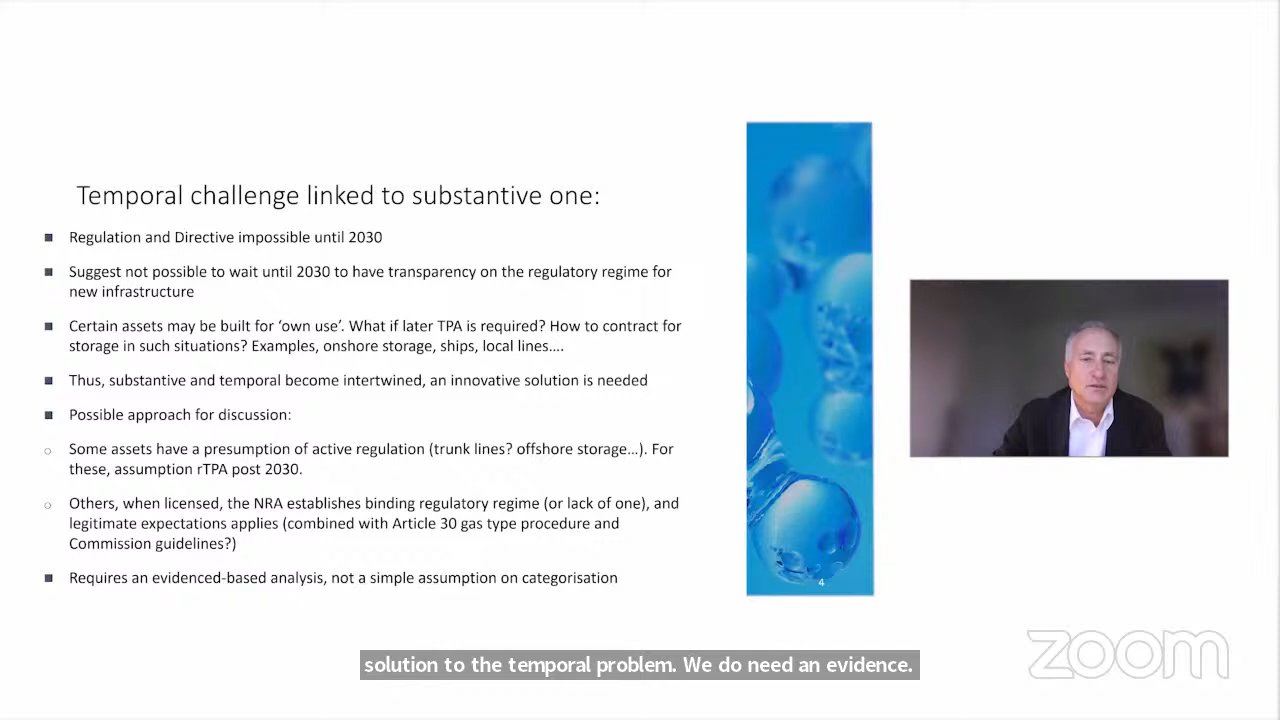 Temporal challenge linked to substantive one:
Regulation and Directive impossible until 2030
Suggest not possible to wait until 2030 to have transparency on the regulatory regime for
new infrastructure
Certain assets may be built for ‘own use’. What if later TPA is required? How to contract for
storage in such situations? Examples, onshore storage, ships, local lines….
Thus, substantive and temporal become intertwined, an innovative solution is needed
Possible approach for discussion:
Some assets have a presumption of active regulation (trunk lines? offshore storage…). For
these, assumption rTPA post 2030.
Others, when licensed, the NRA establishes binding regulatory regime (or lack of one), and
legitimate expectations applies (combined with Article 30 gas type procedure and
Commission guidelines?)
Requires an evidenced-based analysis, not a simple assumption on categorisation
4
solution to the temporal problem. We do need an evidence.
zoom